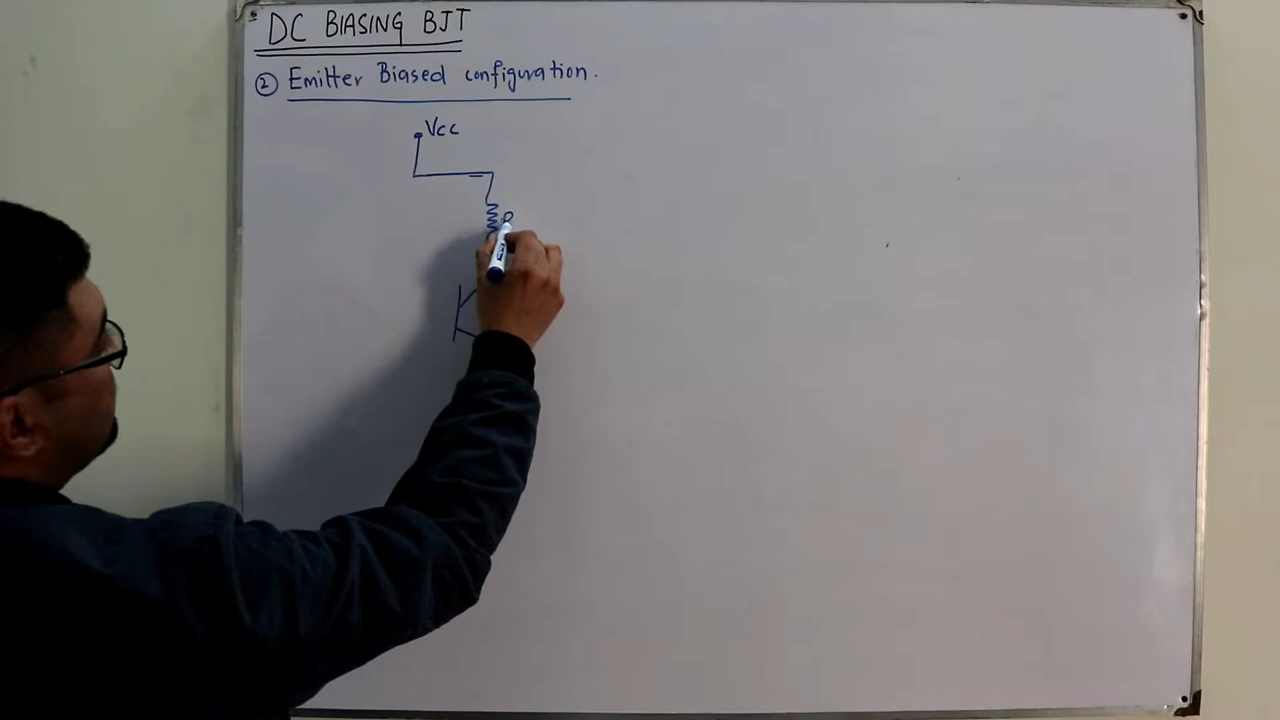 DC BIASING BJT
② Emitter Biased configuration.
Vcc